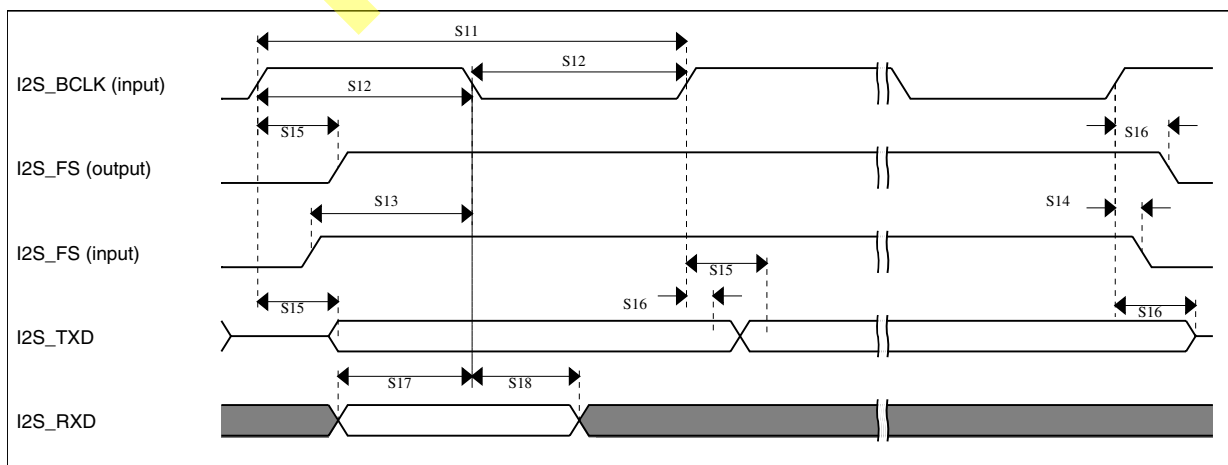 S11
I2S_BCLK (input)
S12
S12
S15
S16
I2S_FS (output)
S13
S14
I2S_FS (input)
S15
S15
S16
S16
I2S_TXD
S17
S18
I2S_RXD